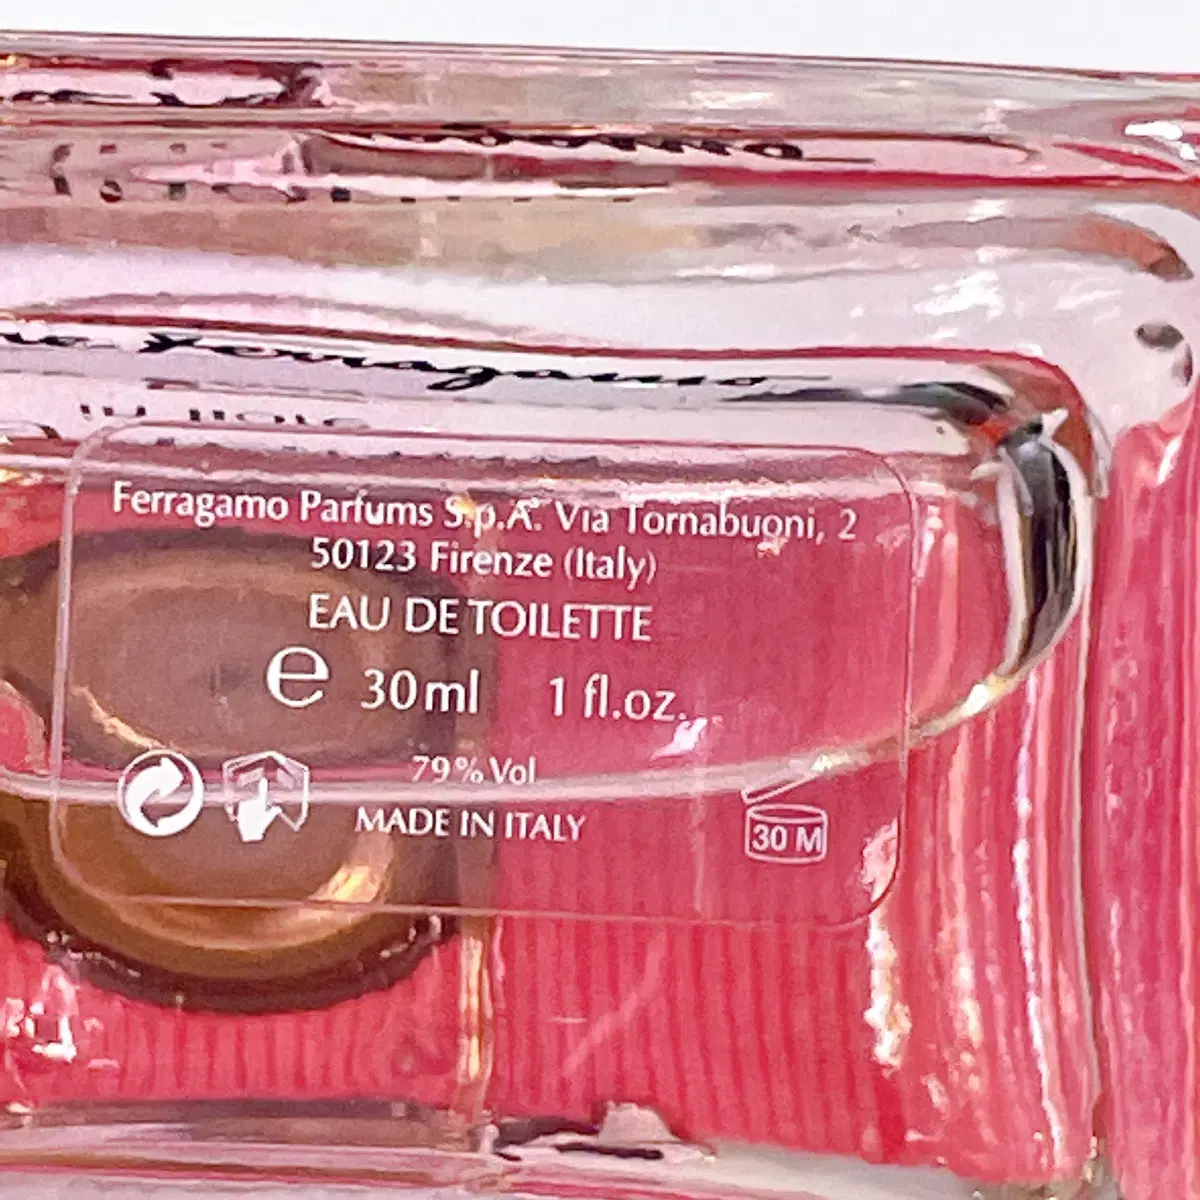 Ferragamo
Ferragamo Parfums S.p.A. Via Tornabuoni, 2
50123 Firenze (Italy)
EAU DE TOILETTE
e 30ml 1 fl.oz.
79% Vol
MADE IN ITALY
30 M